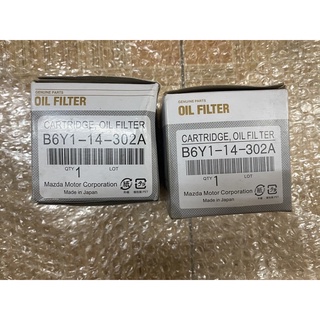 GENUINE PARTS
OIL FILTER
CARTRIDGE, OIL FILTER
B6Y1-14-302A
QTY LOT
1
Mazda Motor Corporation
Made in Japan
GENUINE PARTS
OIL FILTER
CARTRIDGE, OIL FILTER
B6Y1-14-302A
QTY LOT
1
Mazda Motor Corporation
Made in Japan